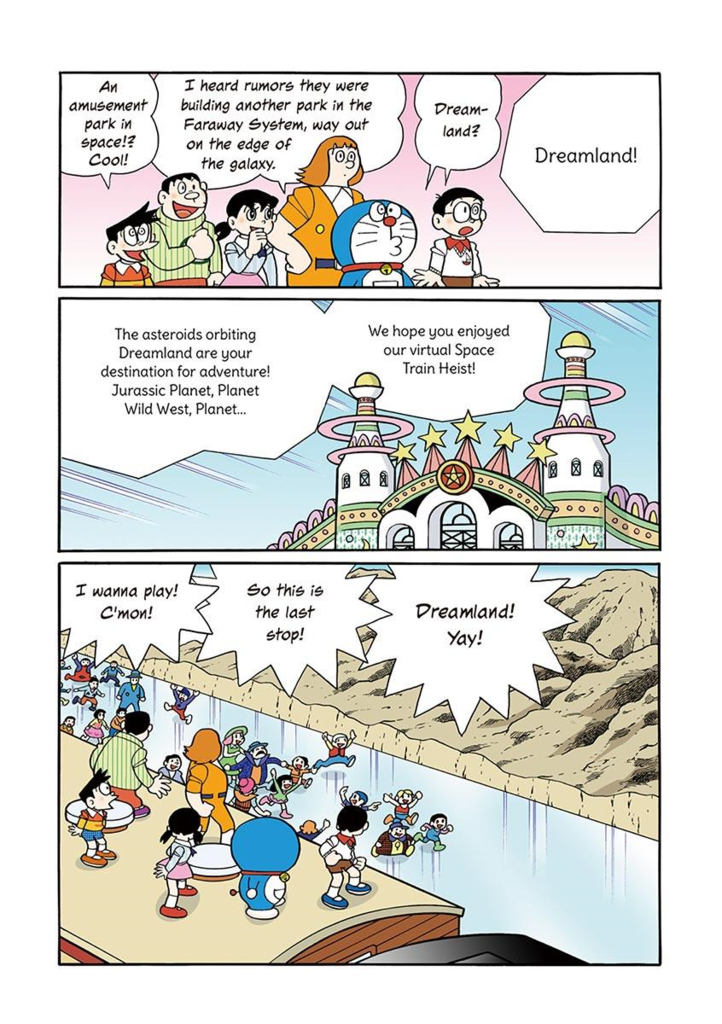 Dreamland!
Dream-
land?
I heard rumors they were
building another park in the
Faraway System, way out
on the edge of
the galaxy.
An
amusement
park in
space!?
Cool!
We hope you enjoyed
our virtual Space
Train Heist!
The asteroids orbiting
Dreamland are your
destination for adventure!
Jurassic Planet, Planet
Wild West, Planet...
Dreamland!
Yay!
So this is
the last
stop!
I wanna play!
C'mon!